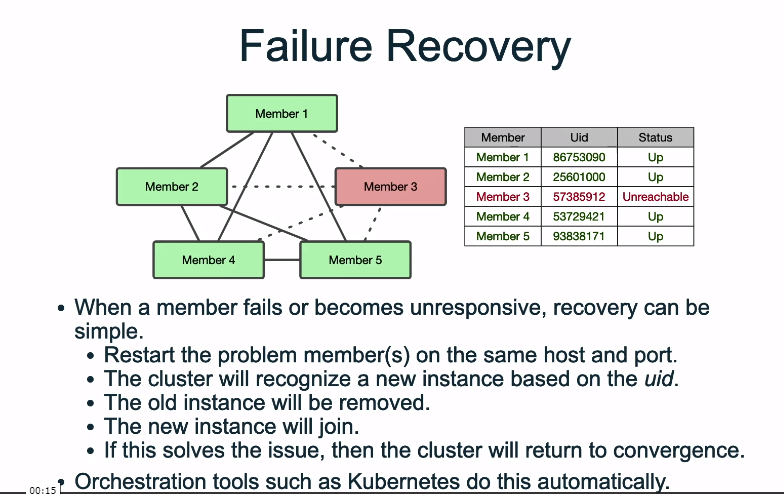 Failure Recovery
Member 1
Member 2
Member 3
Member 4
Member 5
Member Uid Status
Member 1 86753090 Up
Member 2 25601000 Up
Member 3 57385912 Unreachable
Member 4 53729421 Up
Member 5 93838171 Up
• When a member fails or becomes unresponsive, recovery can be
simple.
• Restart the problem member(s) on the same host and port.
• The cluster will recognize a new instance based on the uid.
• The old instance will be removed.
• The new instance will join.
• If this solves the issue, then the cluster will return to convergence.
• Orchestration tools such as Kubernetes do this automatically.
00:15